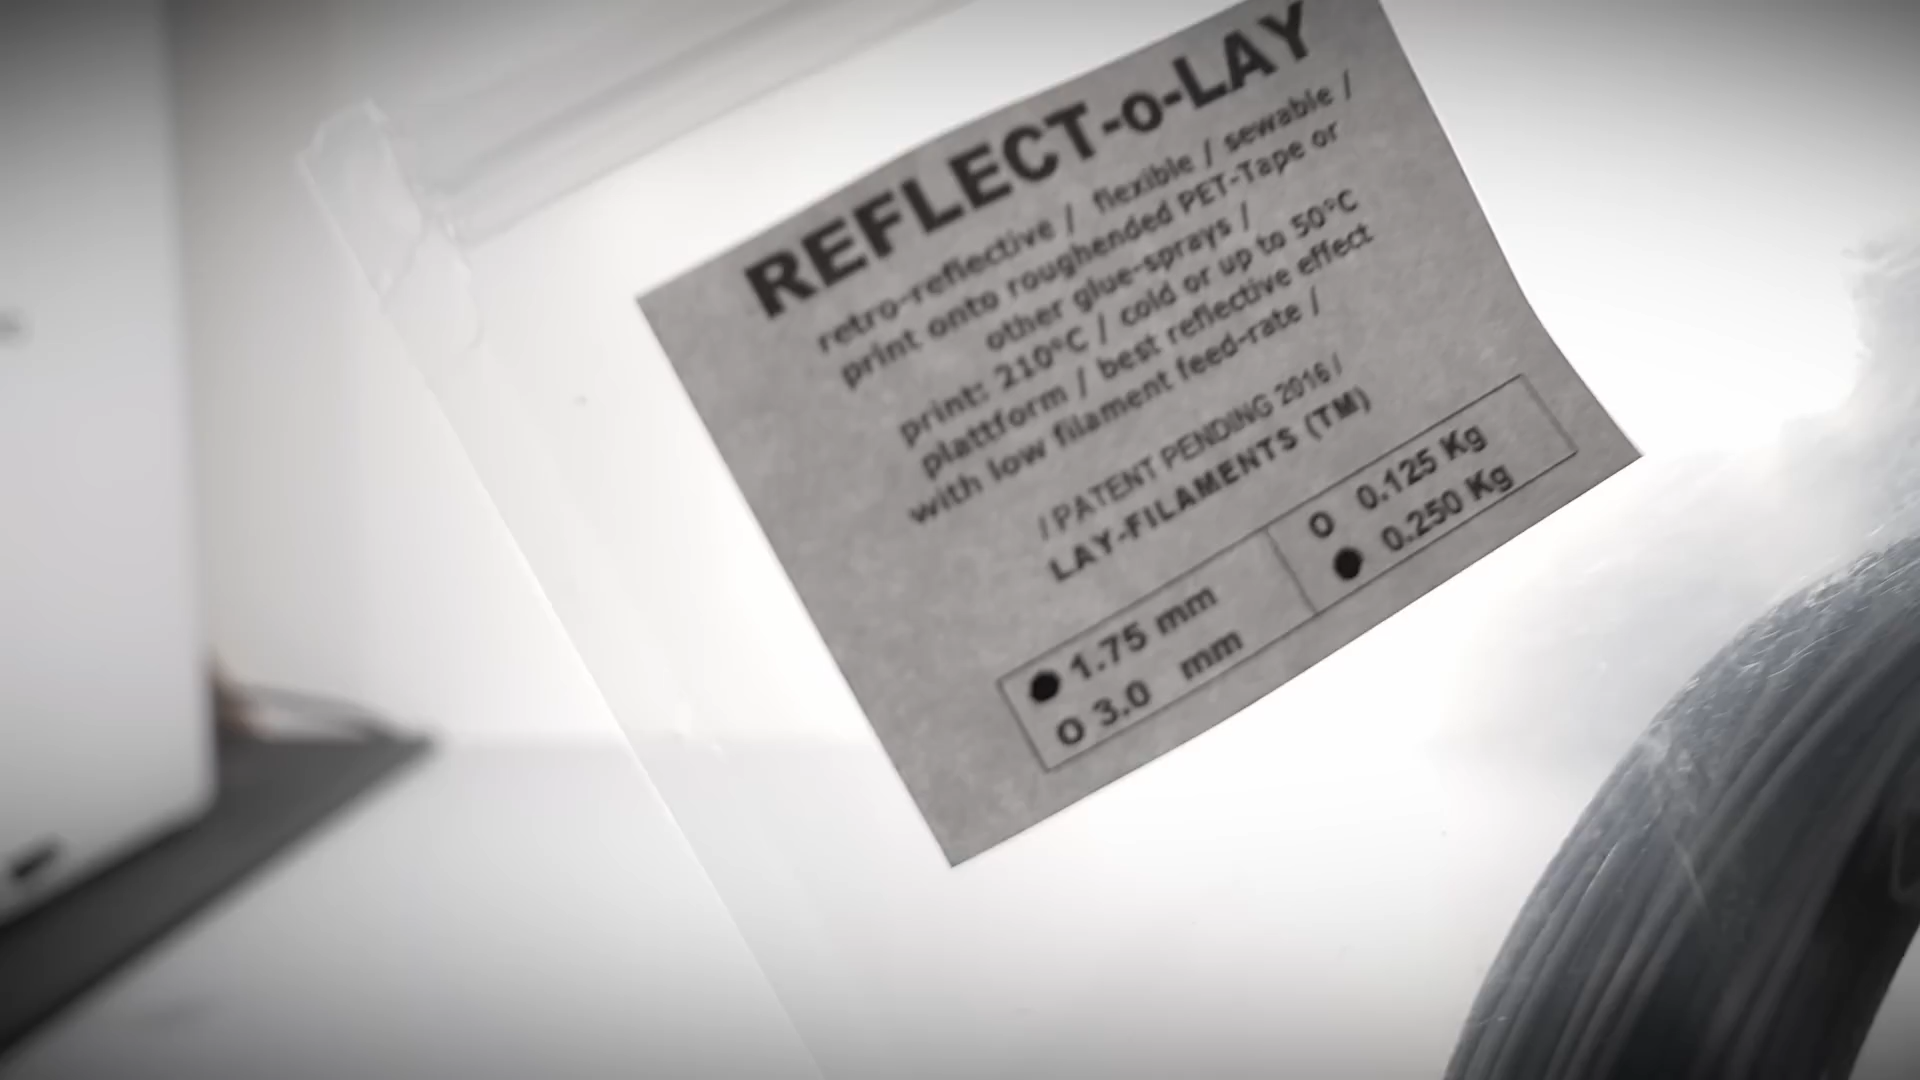 REFLECT-o-LAY
retro-reflective / flexible / sewable /
print onto roughended PET-Tape or
other glue-sprays /
print: 210°C / cold or up to 50°C
plattform / best reflective effect
with low filament feed-rate /
/ PATENT PENDING 2016 /
LAY-FILAMENTS (TM)
● 1.75 mm
O 3.0 mm
O 0.125 Kg
● 0.250 Kg